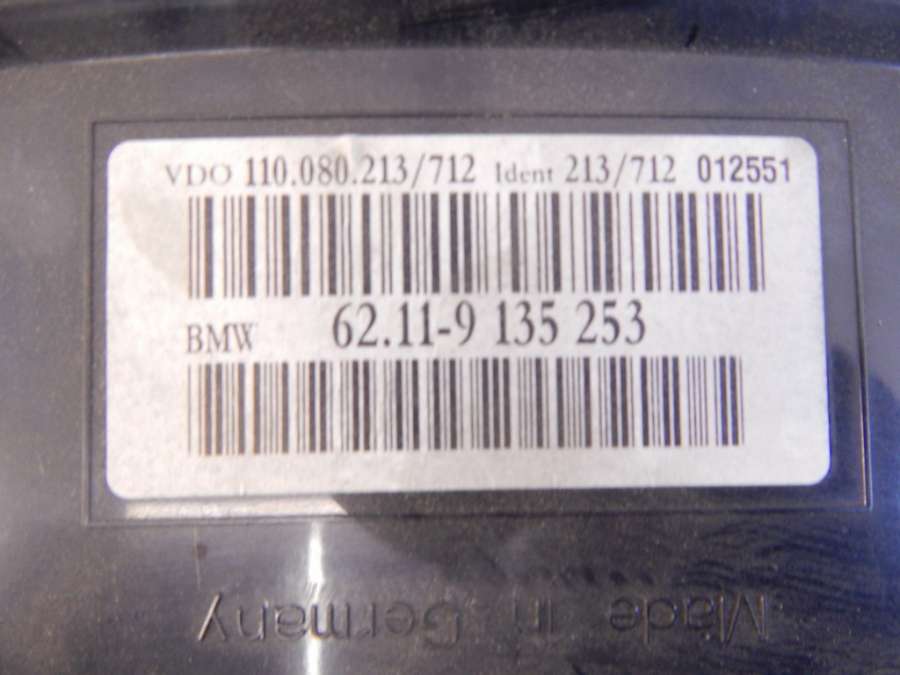 VDO 110.080.213/712 Ident 213/712 012551
BMW 62.11-9 135 253
Made in Germany